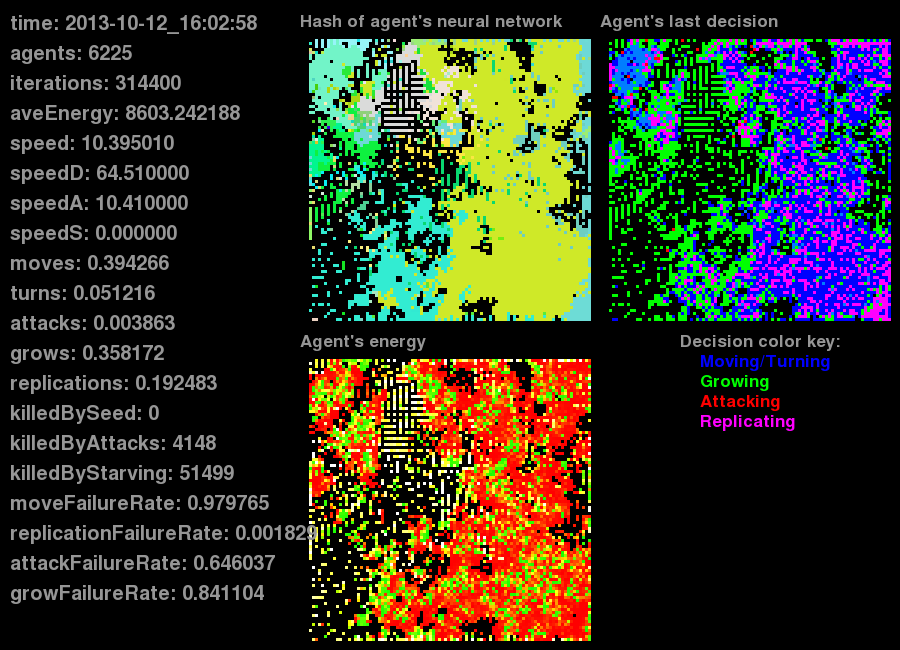 time: 2013-10-12_16:02:58
agents: 6225
iterations: 314400
aveEnergy: 8603.242188
speed: 10.395010
speedD: 64.510000
speedA: 10.410000
speedS: 0.000000
moves: 0.394266
turns: 0.051216
attacks: 0.003863
grows: 0.358172
replications: 0.192483
killedBySeed: 0
killedByAttacks: 4148
killedByStarving: 51499
moveFailureRate: 0.979765
replicationFailureRate: 0.001829
attackFailureRate: 0.646037
growFailureRate: 0.841104
Hash of agent's neural network
Agent's last decision
Agent's energy
Decision color key:
Moving/Turning
Growing
Attacking
Replicating